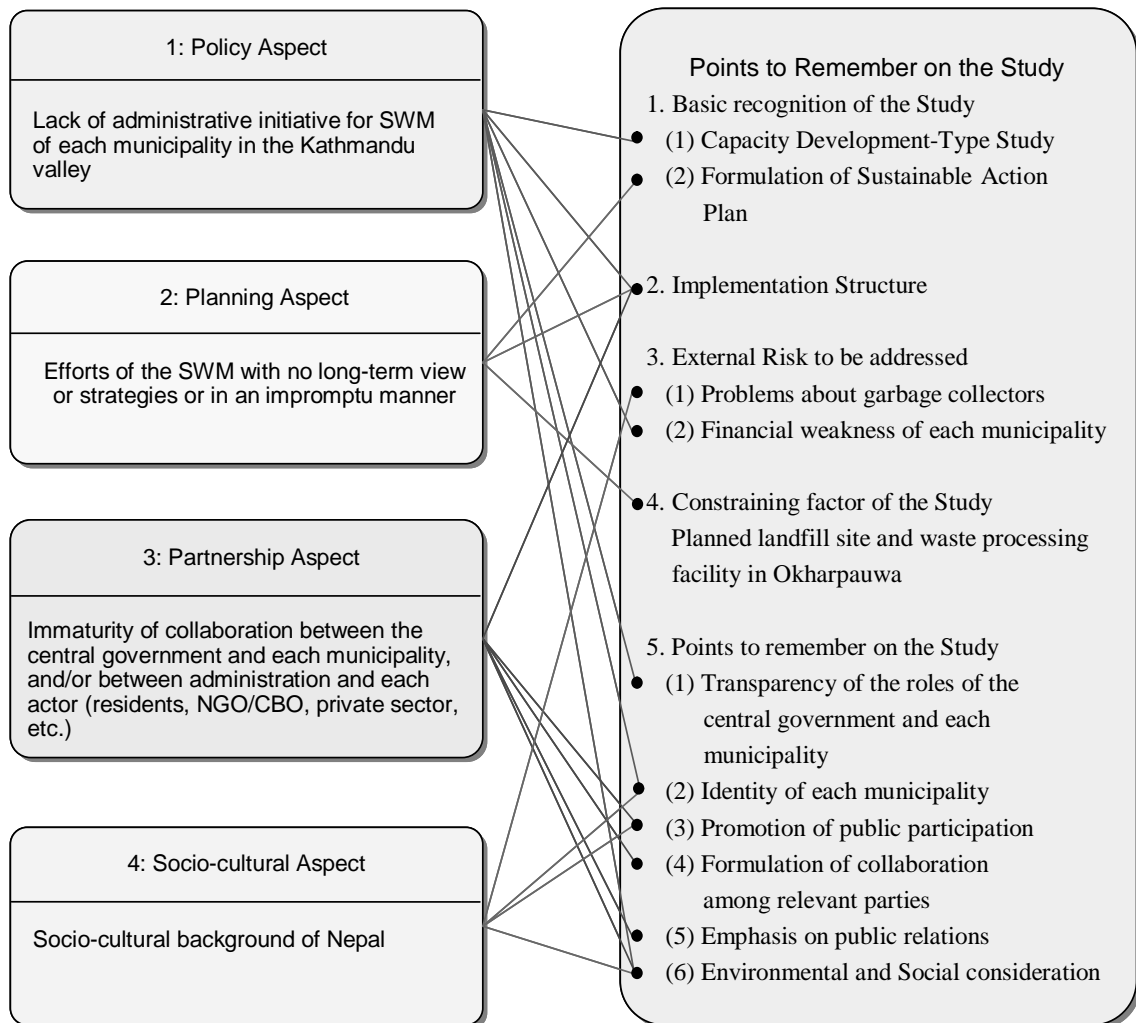 1: Policy Aspect
Lack of administrative initiative for SWM
of each municipality in the Kathmandu
valley
2: Planning Aspect
Efforts of the SWM with no long-term view
or strategies or in an impromptu manner
3: Partnership Aspect
Immaturity of collaboration between the
central government and each municipality,
and/or between administration and each
actor (residents, NGO/CBO, private sector,
etc.)
4: Socio-cultural Aspect
Socio-cultural background of Nepal
Points to Remember on the Study
1. Basic recognition of the Study
(1) Capacity Development-Type Study
(2) Formulation of Sustainable Action
Plan
2. Implementation Structure
3. External Risk to be addressed
(1) Problems about garbage collectors
(2) Financial weakness of each municipality
4. Constraining factor of the Study
Planned landfill site and waste processing
facility in Okharpauwa
5. Points to remember on the Study
(1) Transparency of the roles of the
central government and each
municipality
(2) Identity of each municipality
(3) Promotion of public participation
(4) Formulation of collaboration
among relevant parties
(5) Emphasis on public relations
(6) Environmental and Social consideration